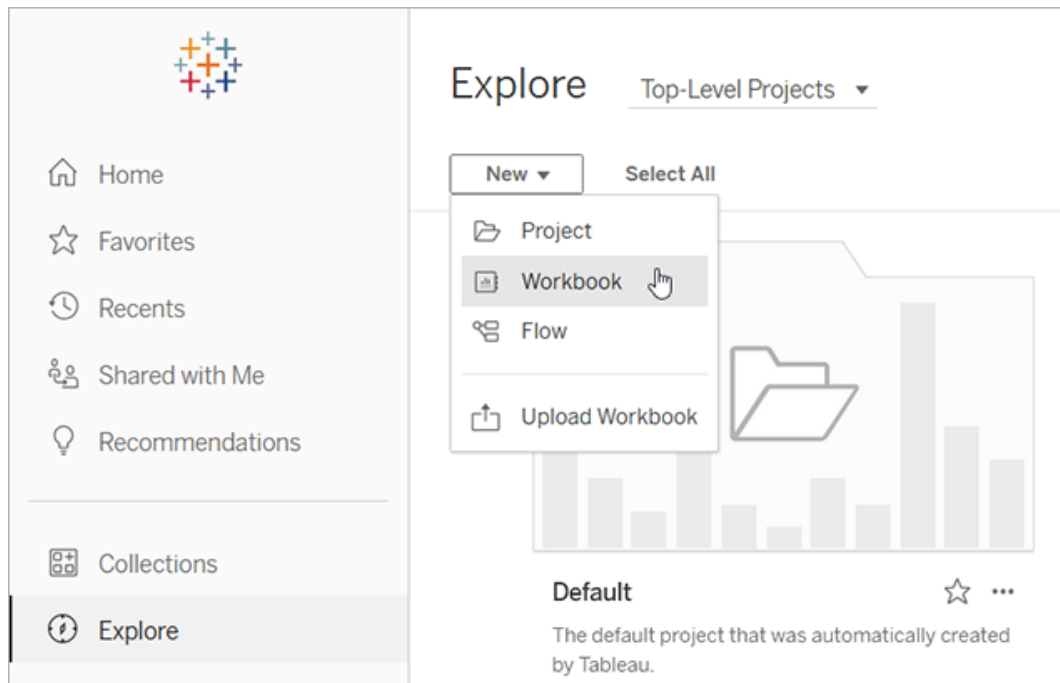 Home
Favorites
Recents
Shared with Me
Recommendations
Collections
Explore
Explore Top-Level Projects
New Select All
Project
Workbook
Flow
Upload Workbook
Default
The default project that was automatically created
by Tableau.